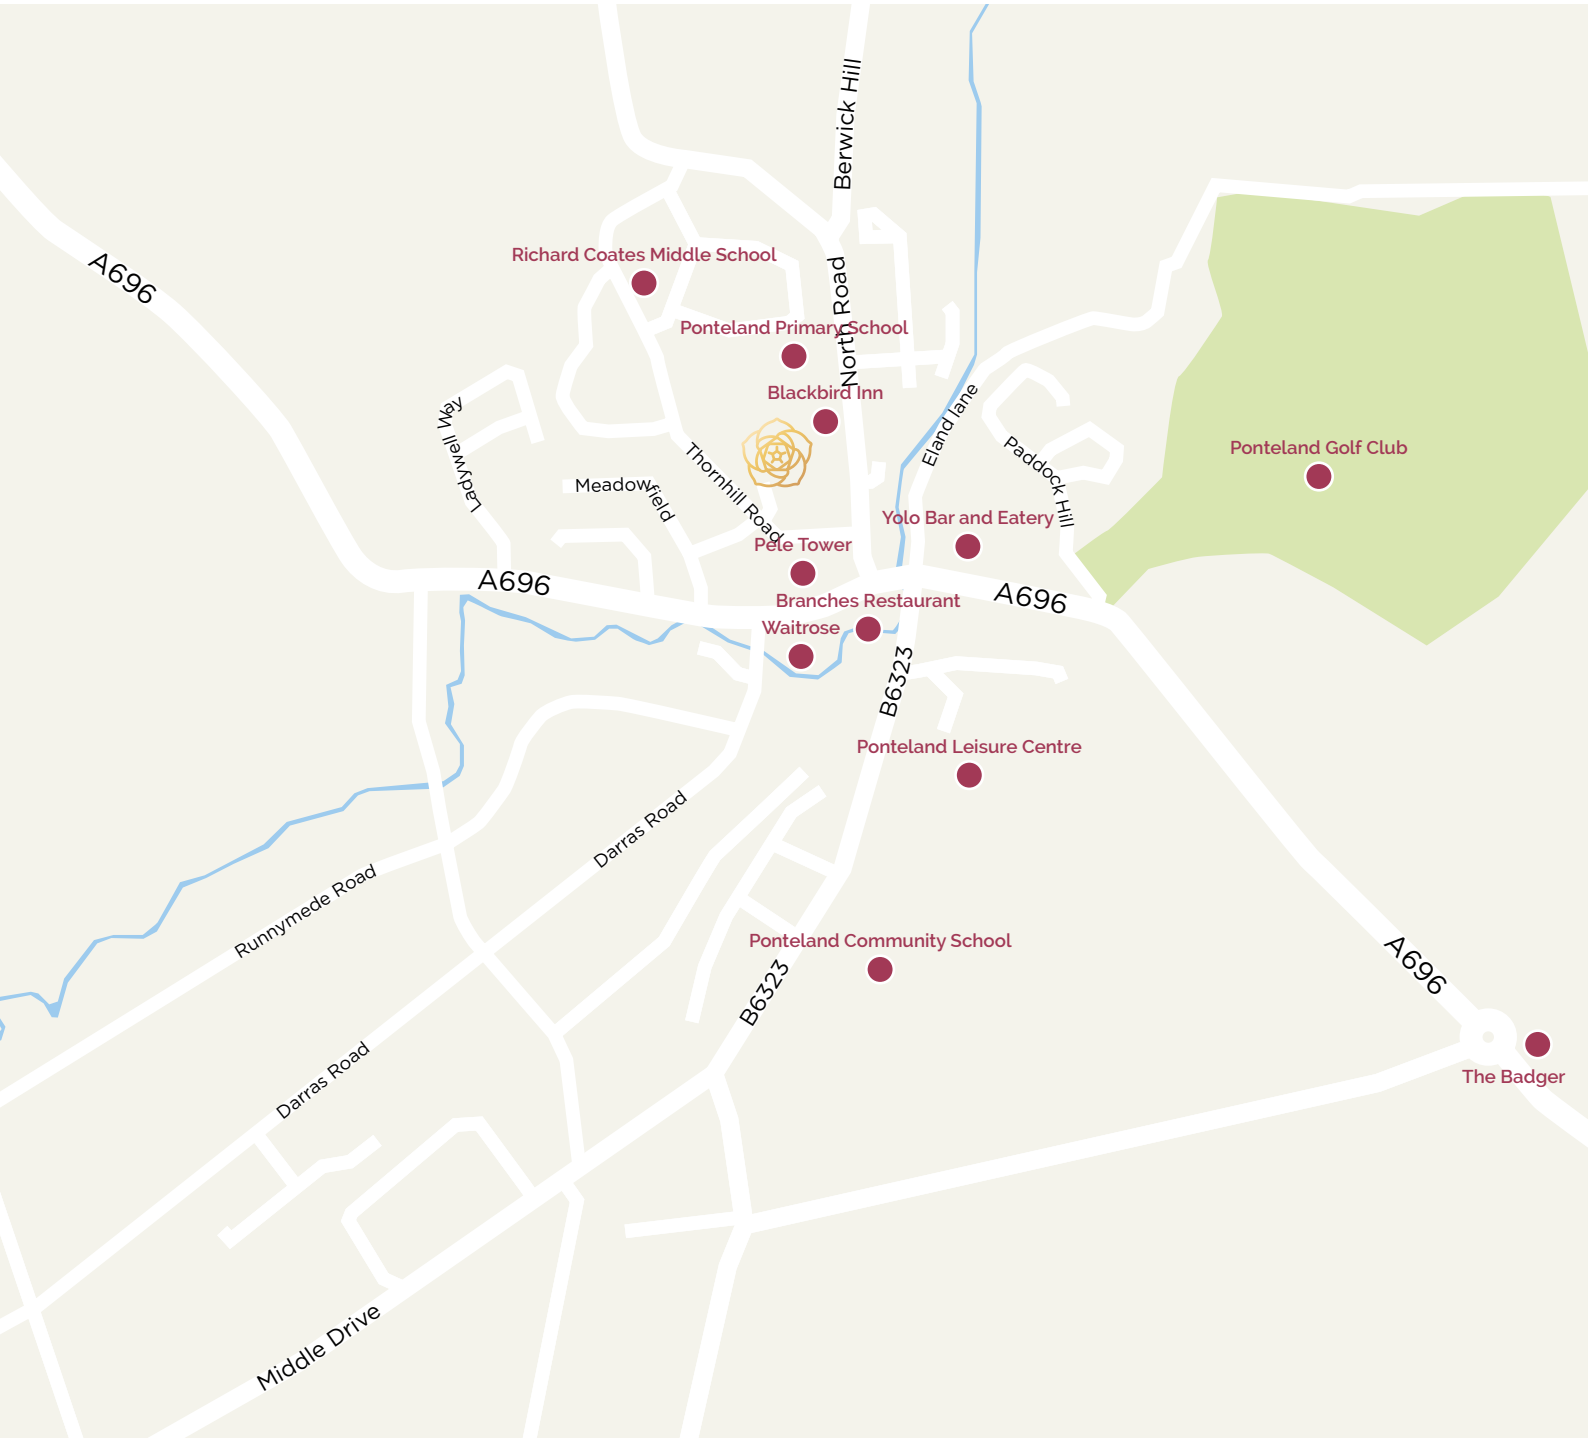 Berwick Hill
Richard Coates Middle School
A696
North Road
Ponteland Primary School
Blackbird Inn
Eland lane
Ladywell Way
Thornhill Road
Paddock Hill
Ponteland Golf Club
Meadowfield
Yolo Bar and Eatery
Pele Tower
A696
A696
Branches Restaurant
Waitrose
B6323
Ponteland Leisure Centre
Darras Road
Runnymede Road
Ponteland Community School
A696
B6323
Darras Road
The Badger
Middle Drive